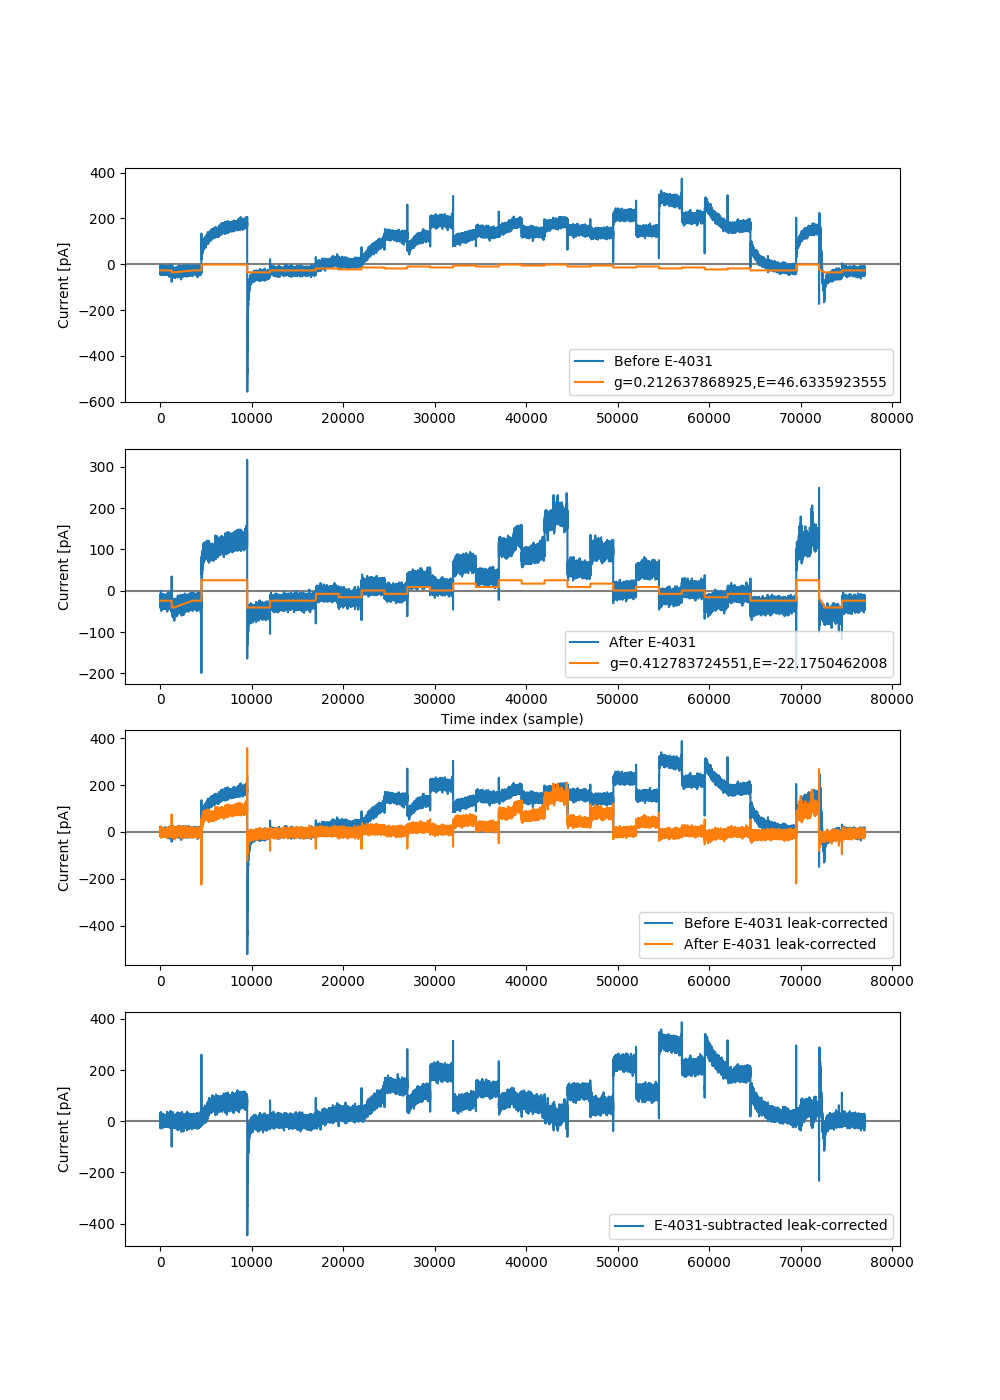 400
200
0
−200
−400
−600
Current [pA]
Before E-4031
g=0.212637868925,E=46.6335923555
0 10000 20000 30000 40000 50000 60000 70000 80000
300
200
100
0
−100
−200
Current [pA]
After E-4031
g=0.412783724551,E=-22.1750462008
0 10000 20000 30000 40000 50000 60000 70000 80000
Time index (sample)
400
200
0
−200
−400
Current [pA]
Before E-4031 leak-corrected
After E-4031 leak-corrected
0 10000 20000 30000 40000 50000 60000 70000 80000
400
200
0
−200
−400
Current [pA]
E-4031-subtracted leak-corrected
0 10000 20000 30000 40000 50000 60000 70000 80000